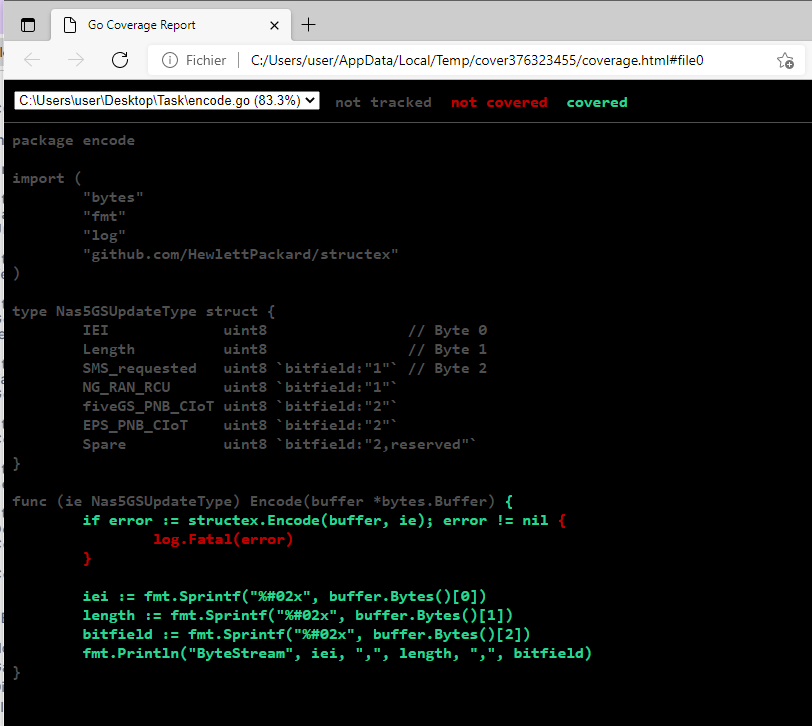 Go Coverage Report
Fichier C:/Users/user/AppData/Local/Temp/cover376323455/coverage.html#file0
C:\Users\user\Desktop\Task\encode.go (83.3%) not tracked not covered covered
package encode
import (
"bytes"
"fmt"
"log"
"github.com/HewlettPackard/structex"
)
type Nas5GSUpdateType struct {
IEI uint8 // Byte 0
Length uint8 // Byte 1
SMS_requested uint8 `bitfield:"1"` // Byte 2
NG_RAN_RCU uint8 `bitfield:"1"`
fiveGS_PNB_CIoT uint8 `bitfield:"2"`
EPS_PNB_CIoT uint8 `bitfield:"2"`
Spare uint8 `bitfield:"2,reserved"`
}
func (ie Nas5GSUpdateType) Encode(buffer *bytes.Buffer) {
if error := structex.Encode(buffer, ie); error != nil {
log.Fatal(error)
}
iei := fmt.Sprintf("%#02x", buffer.Bytes()[0])
length := fmt.Sprintf("%#02x", buffer.Bytes()[1])
bitfield := fmt.Sprintf("%#02x", buffer.Bytes()[2])
fmt.Println("ByteStream", iei, ",", length, ",", bitfield)
}